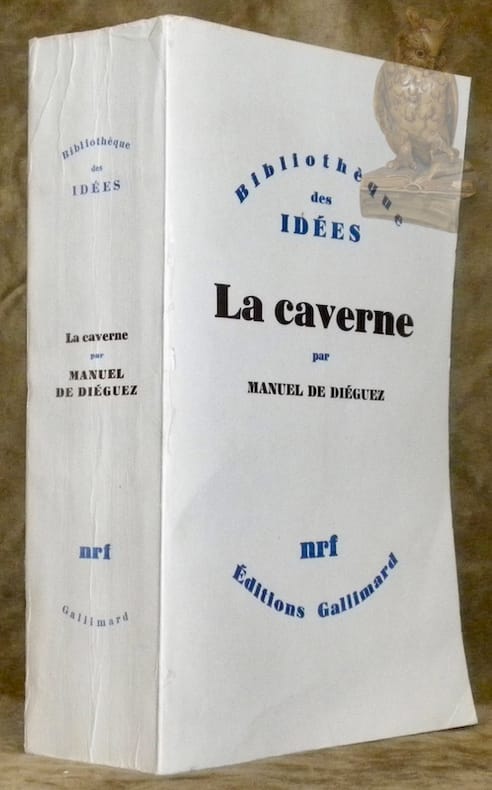 Bibliothèque
des
IDÉES
La caverne
par
MANUEL
DE DIÉGUEZ
nrf
Gallimard
Bibliothèque
des
IDÉES
La caverne
par
MANUEL DE DIÉGUEZ
nrf
Éditions Gallimard